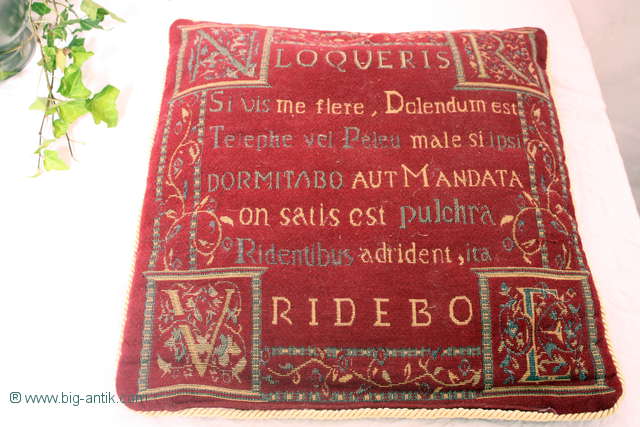 N LOQUERIS R
Si vis me flere, Dolendum est
Telephe vel Peleu male si ipsi
DORMITABO AUT MANDATA
on satis est pulchra
Ridentibus adrident, ita
V RIDEBO E
® www.big-antik.com